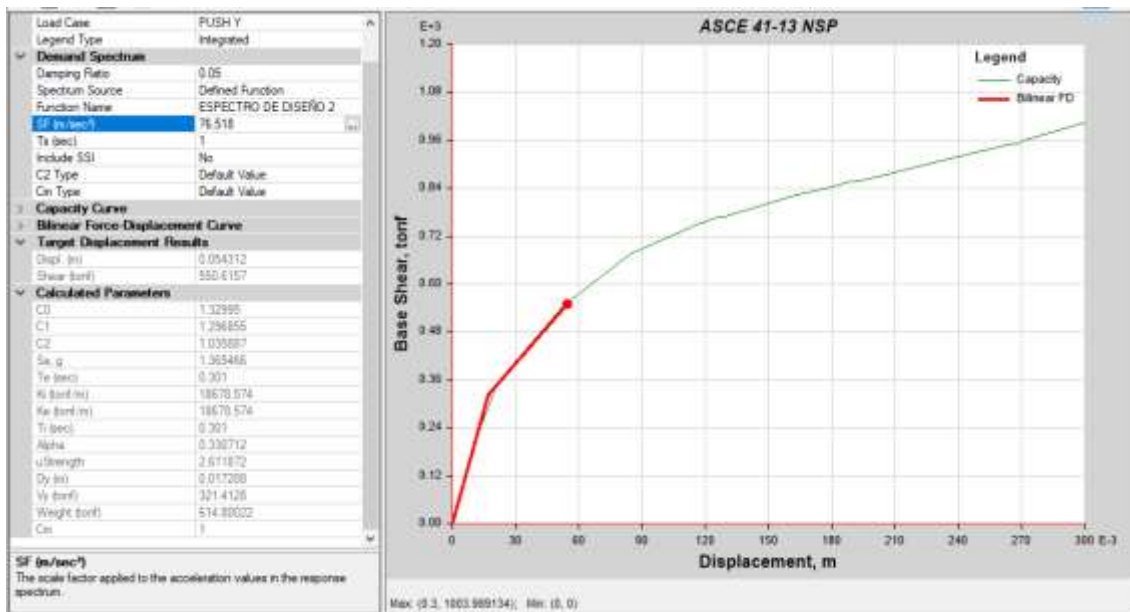 Load Case PUSH Y
Legend Type Integrated
Demand Spectrum
Damping Ratio 0.05
Spectrum Source Defined Function
Function Name ESPECTRO DE DISEÑO 2
SF (m/sec²) 76.518
Ts (sec) 1
Include SSI No
C2 Type Default Value
Cm Type Default Value
Capacity Curve
Bilinear Force-Displacement Curve
Target Displacement Results
Displ. (m) 0.054312
Shear (tonf) 550.6157
Calculated Parameters
C0 1.32995
C1 1.296855
C2 1.035887
Sa, g 1.365466
Te (sec) 0.301
Ki (tonf/m) 18678.574
Ke (tonf/m) 18678.574
Ti (sec) 0.301
Alpha 0.330712
uStrength 2.611872
Dy (m) 0.017208
Vy (tonf) 321.4128
Weight (tonf) 614.80022
Cm 1
SF (m/sec²)
The scale factor applied to the acceleration values in the response
spectrum.
ASCE 41-13 NSP
E+3
1.20
1.08
0.96
0.84
0.72
0.60
0.48
0.36
0.24
0.12
0.00
Base Shear, tonf
Legend
Capacity
Bilinear FD
0 30 60 90 120 150 180 210 240 270 300 E-3
Displacement, m
Max: (0.3, 1003.989134); Min: (0, 0)